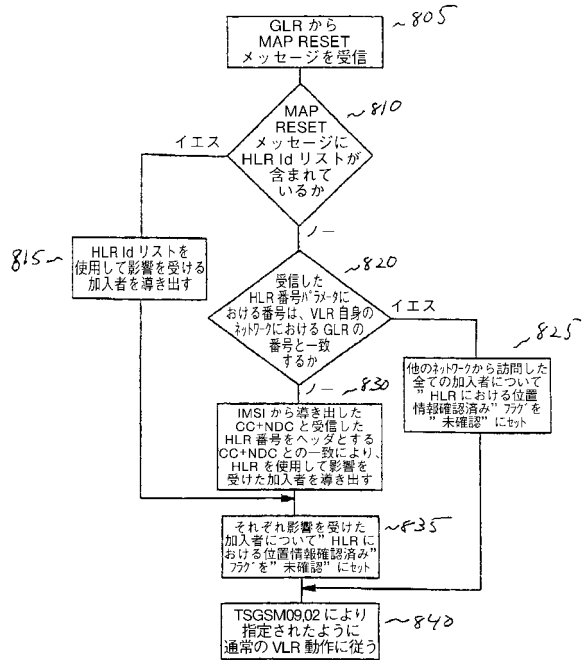 GLR から
MAP RESET
メッセージを受信
~805
MAP
RESET
メッセージに
HLR Id リストが
含まれて
いるか
~810
イエス
ノー
815~
HLR Id リストを
使用して影響を受ける
加入者を導き出す
~820
受信した
HLR 番号パラメータに
おける番号は、VLR 自身の
ネットワークにおける GLR の
番号と一致
するか
イエス
~825
ノー
~830
他のネットワークから訪問した
全ての加入者について
”HLR における位置
情報確認済み”フラグを
”未確認”にセット
IMSI から導き出した
CC+NDC と受信した
HLR 番号をヘッダとする
CC+NDC との一致により、
HLR を使用して影響を
受けた加入者を導き出す
それぞれ影響を受けた
加入者について”HLR に
おける位置情報確認済み”
フラグを”未確認”にセット
~835
TSGSM09,02 により
指定されたように
通常の VLR 動作に従う
~840